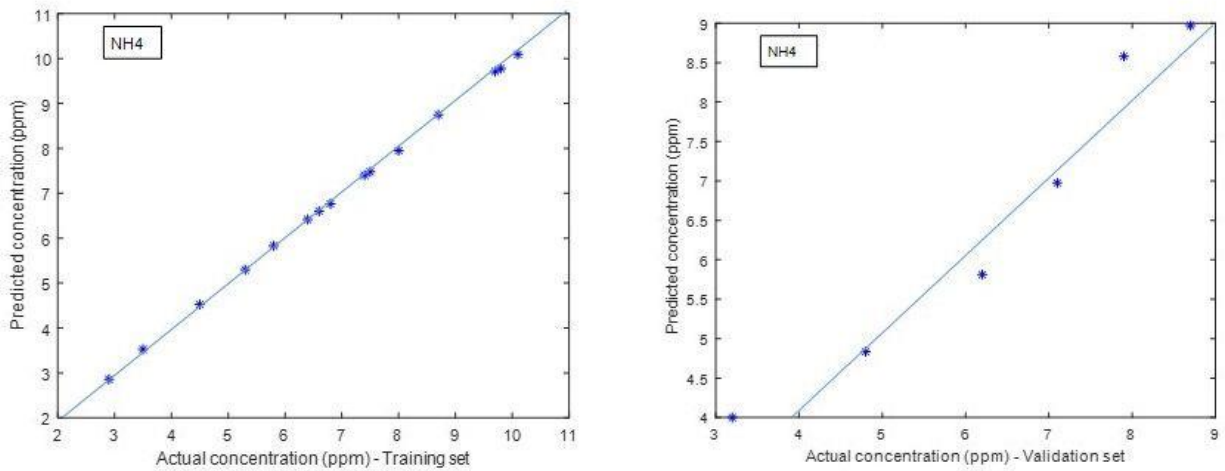 NH4
11
10
9
8
7
6
5
4
3
2
2 3 4 5 6 7 8 9 10 11
Predicted concentration (ppm)
Actual concentration (ppm) - Training set
NH4
9
8.5
8
7.5
7
6.5
6
5.5
5
4.5
4
3 4 5 6 7 8 9
Predicted concentration (ppm)
Actual concentration (ppm) - Validation set